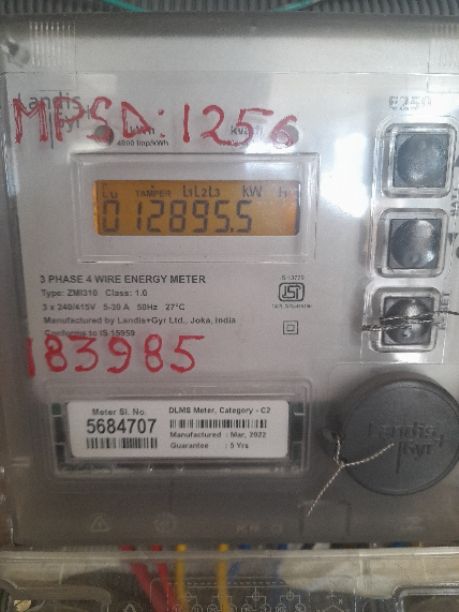 Landis
Gyr
E250
MPSD:1256
kWh
4000 imp/kWh
TAMPER L1L2L3 kW H
012895.5
3 PHASE 4 WIRE ENERGY METER
Type: ZMI310 Class: 1.0
3 x 240/415V 5-30 A 50Hz 27°C
Manufactured by Landis+Gyr Ltd., Joka, India
Conforms to IS 15959
183985
Meter Sl. No.
5684707
DLMS Meter, Category - C2
Manufactured : Mar, 2022
Guarantee : 5 Yrs
Landis
Gyr